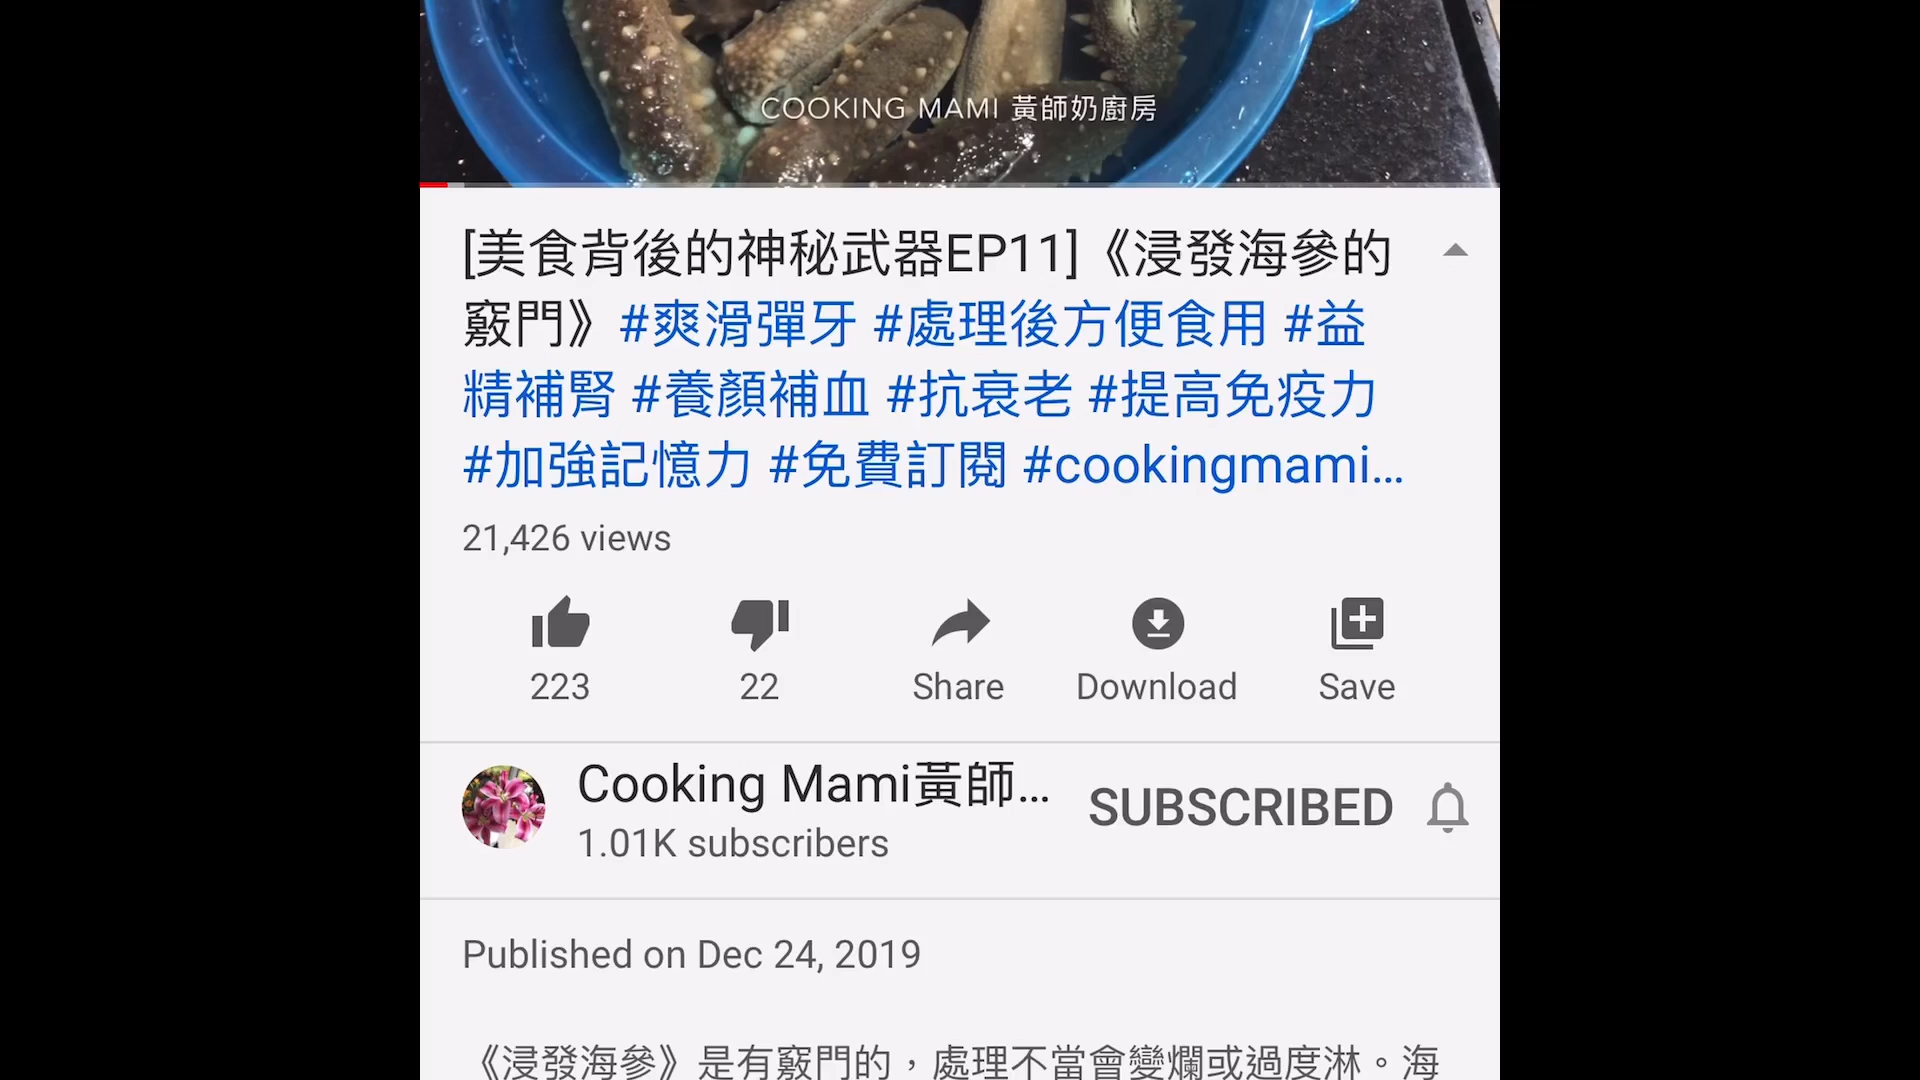 COOKING MAMI 黃師奶廚房
[美食背後的神秘武器EP11]《浸發海參的
竅門》#爽滑彈牙 #處理後方便食用 #益
精補腎 #養顏補血 #抗衰老 #提高免疫力
#加強記憶力 #免費訂閱 #cookingmami...
21,426 views
223 22 Share Download Save
Cooking Mami黃師...
SUBSCRIBED
1.01K subscribers
Published on Dec 24, 2019
《浸發海參》是有竅門的，處理不當會變爛或過度淋。海